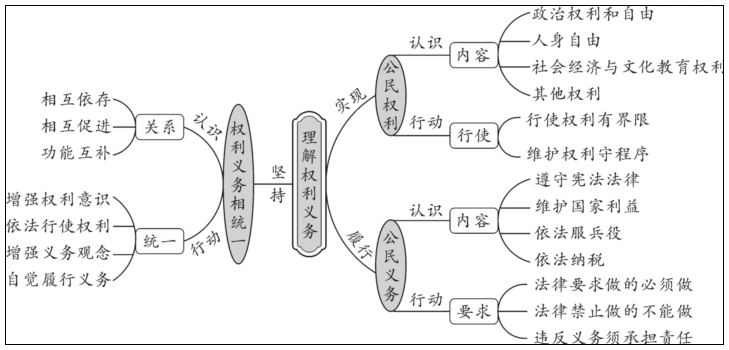 政治权利和自由
人身自由
社会经济与文化教育权利
其他权利
认识
内容
公民权利
实现
行动
行使
行使权利有界限
维护权利守程序
相互依存
相互促进
功能互补
关系
认识
权利义务相统一
坚持
理解权利义务
增强权利意识
依法行使权利
增强义务观念
自觉履行义务
统一
行动
履行
公民义务
认识
内容
遵守宪法法律
维护国家利益
依法服兵役
依法纳税
行动
要求
法律要求做的必须做
法律禁止做的不能做
违反义务须承担责任